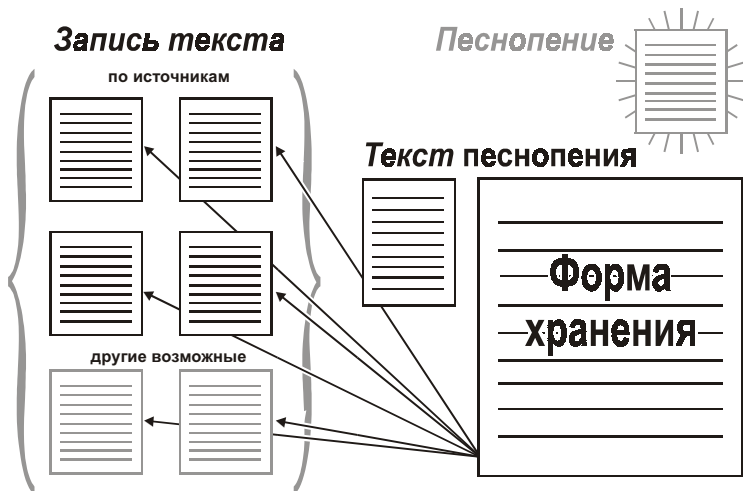 Запись текста
по источникам
другие возможные
Песнопение
Текст песнопения
Форма
хранения